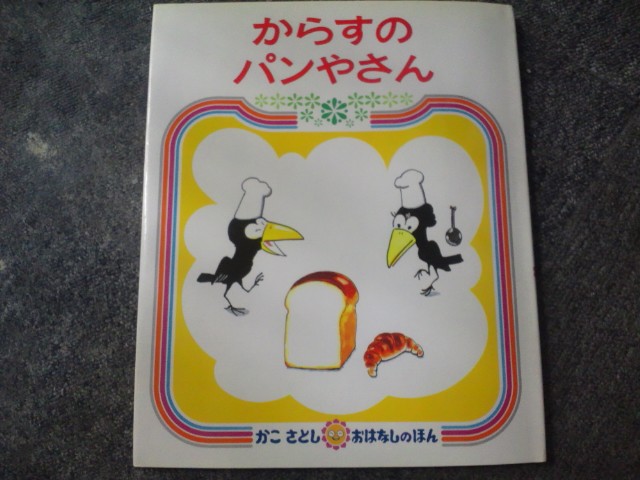 からすの
パンやさん
かこ さとし おはなしのほん